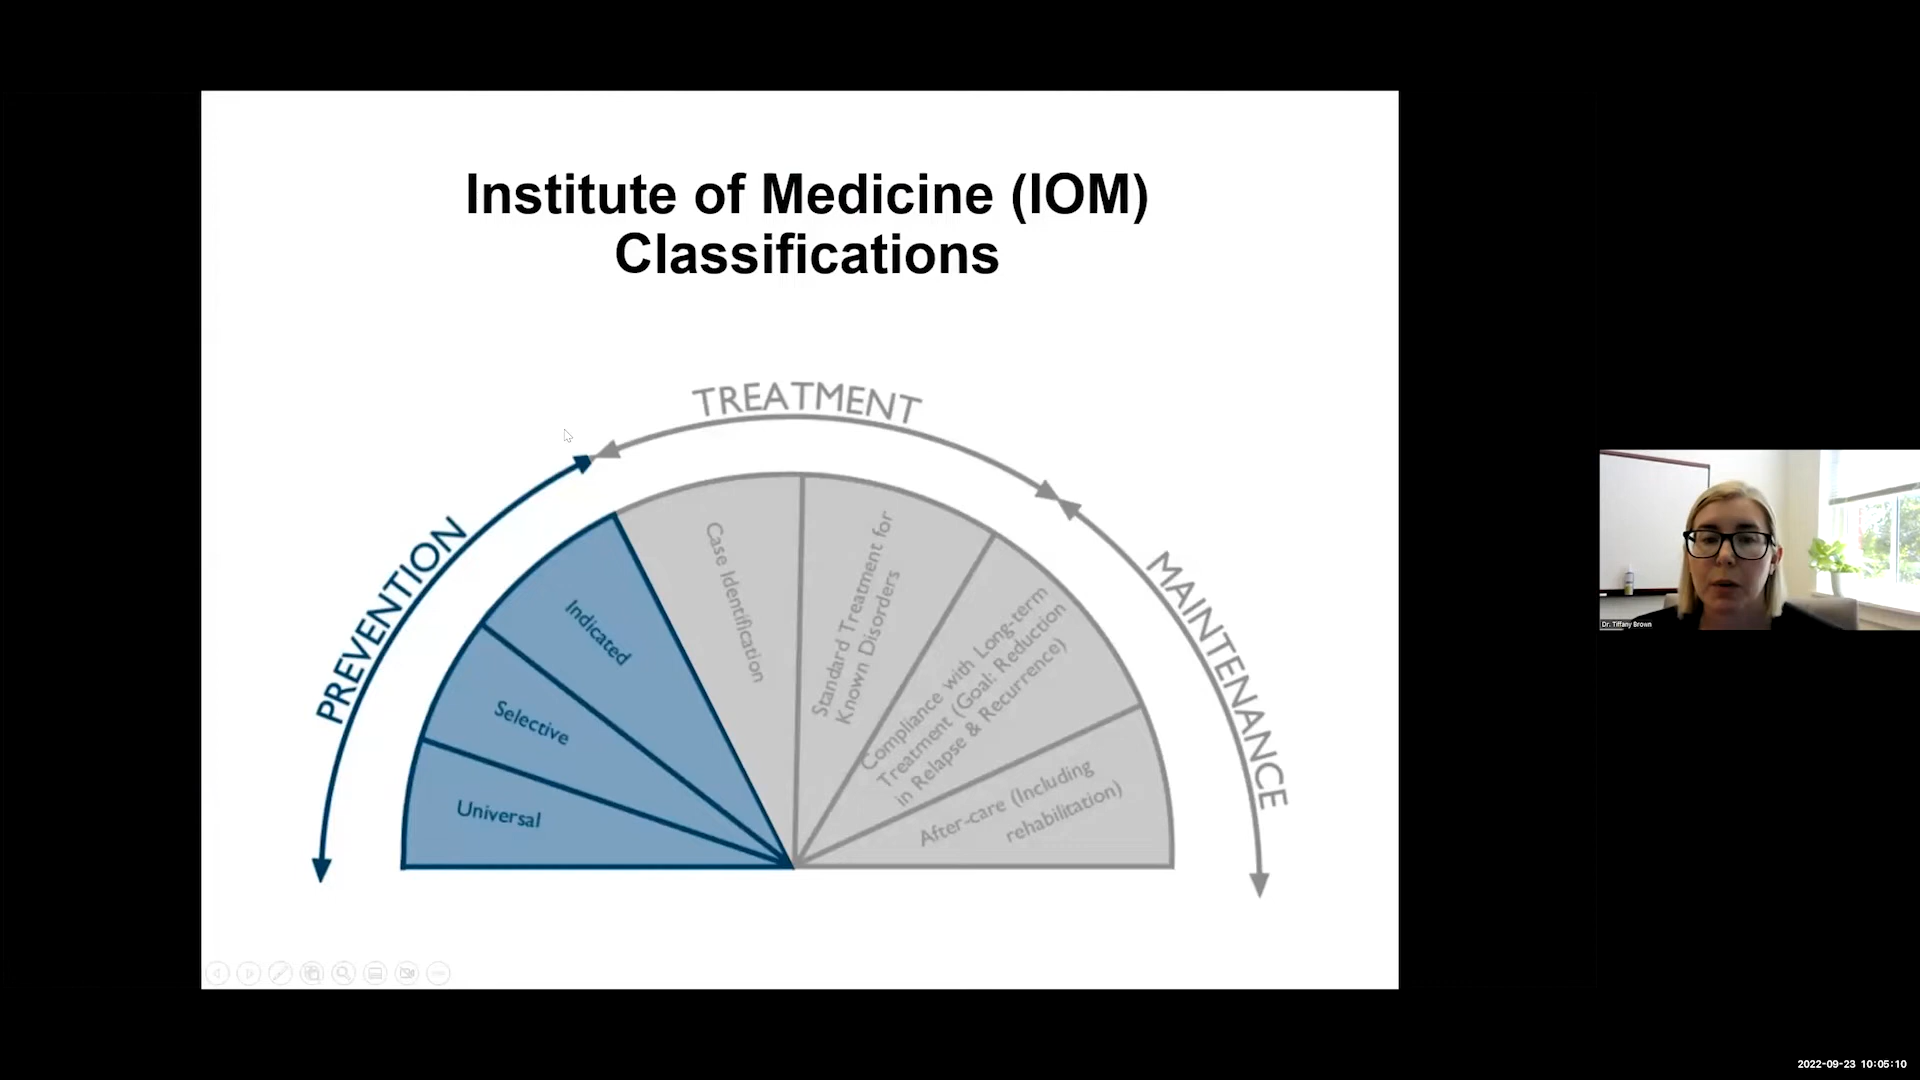 Institute of Medicine (IOM)
Classifications
TREATMENT
PREVENTION
MAINTENANCE
Universal
Selective
Indicated
Case Identification
Standard Treatment for
Known Disorders
Compliance with Long-term
Treatment (Goal: Reduction
in Relapse & Recurrence)
After-care (Including
rehabilitation)
Dr. Tiffany Brown
2022-09-23 10:05:10